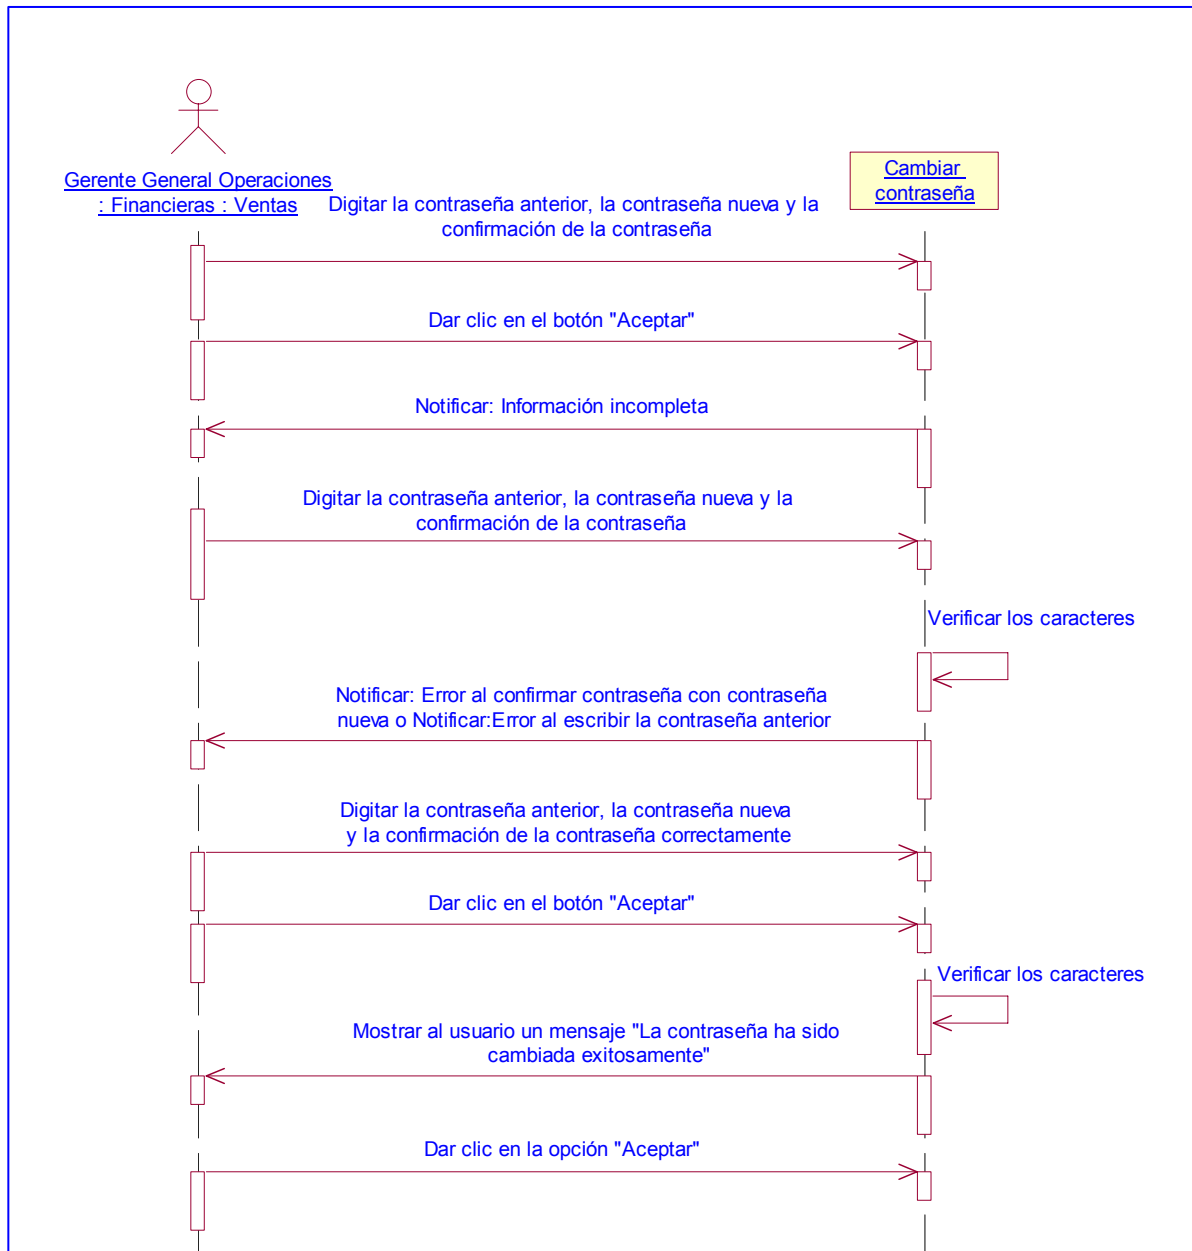 Gerente General Operaciones
: Financieras : Ventas
Cambiar
contraseña
Digitar la contraseña anterior, la contraseña nueva y la
confirmación de la contraseña
Dar clic en el botón "Aceptar"
Notificar: Información incompleta
Digitar la contraseña anterior, la contraseña nueva y la
confirmación de la contraseña
Verificar los caracteres
Notificar: Error al confirmar contraseña con contraseña
nueva o Notificar:Error al escribir la contraseña anterior
Digitar la contraseña anterior, la contraseña nueva
y la confirmación de la contraseña correctamente
Dar clic en el botón "Aceptar"
Verificar los caracteres
Mostrar al usuario un mensaje "La contraseña ha sido
cambiada exitosamente"
Dar clic en la opción "Aceptar"